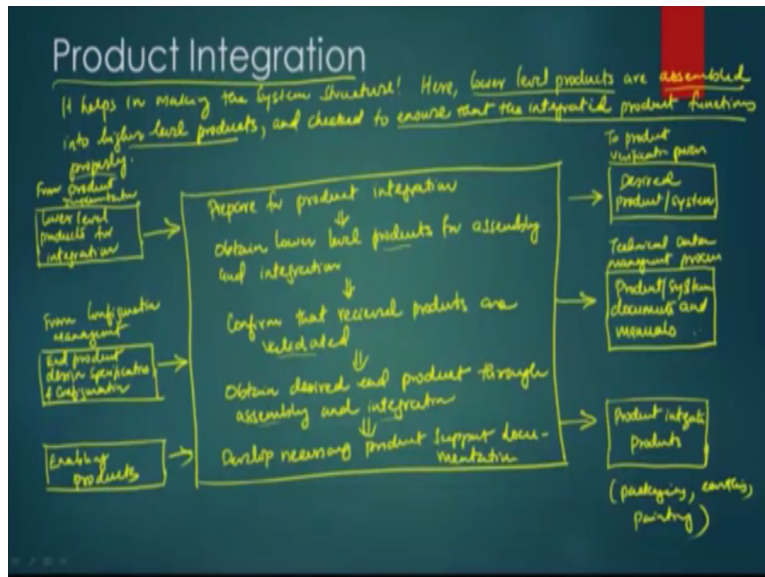 Product Integration
It helps in making the system structure! Here, lower level products are assembled
into higher level products, and checked to ensure that the integrated product functions
properly.
From product
lower level
products for
integration
From Configuration
management
End product
design specifications
& Configuration
Enabling
products
Prepare for product integration
Obtain lower level products for assembly
and integration
Confirm that received products are
validated
Obtain desired end product through
assembly and integration
Develop necessary product support docu-
mentation
To product
verification process
Desired
product/system
Technical
management process
Product/system
documents and
manuals
Product
Products
(packaging,
painting)